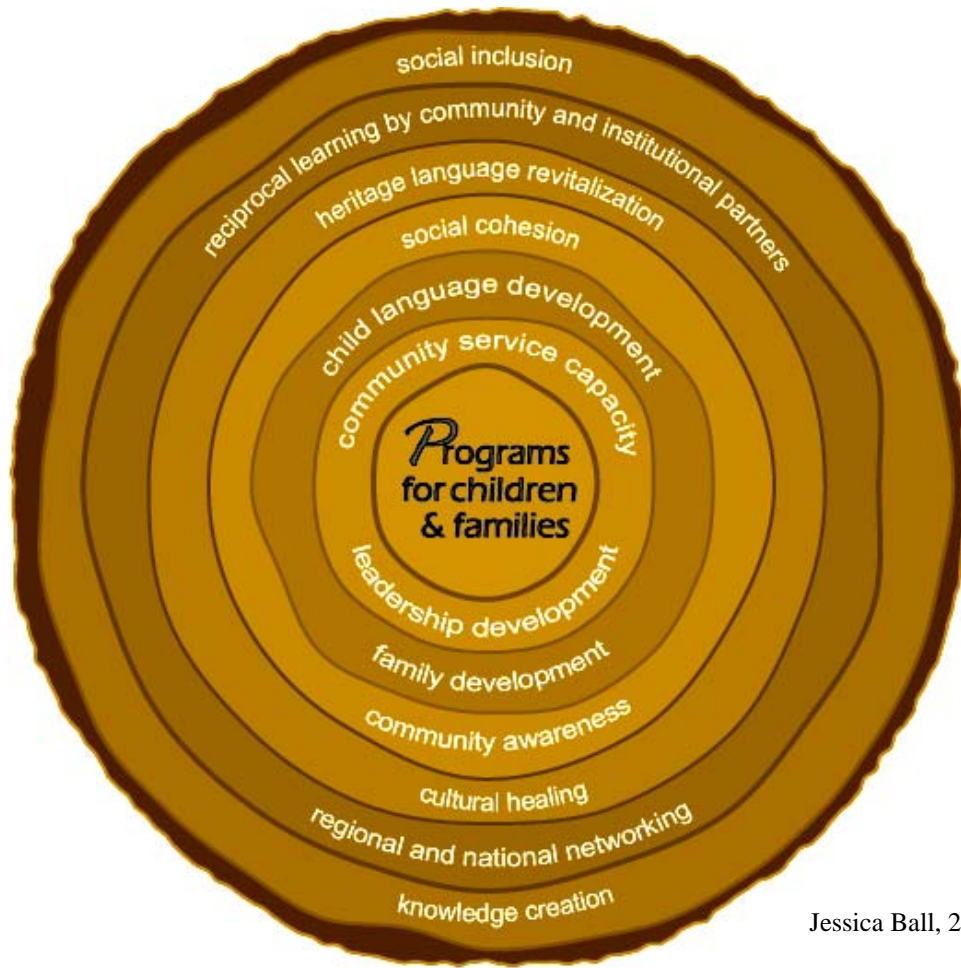 social inclusion
reciprocal learning by community and institutional partners
heritage language revitalization
social cohesion
child language development
community service capacity
Programs
for children
& families
leadership development
family development
community awareness
cultural healing
regional and national networking
knowledge creation
Jessica Ball, 2